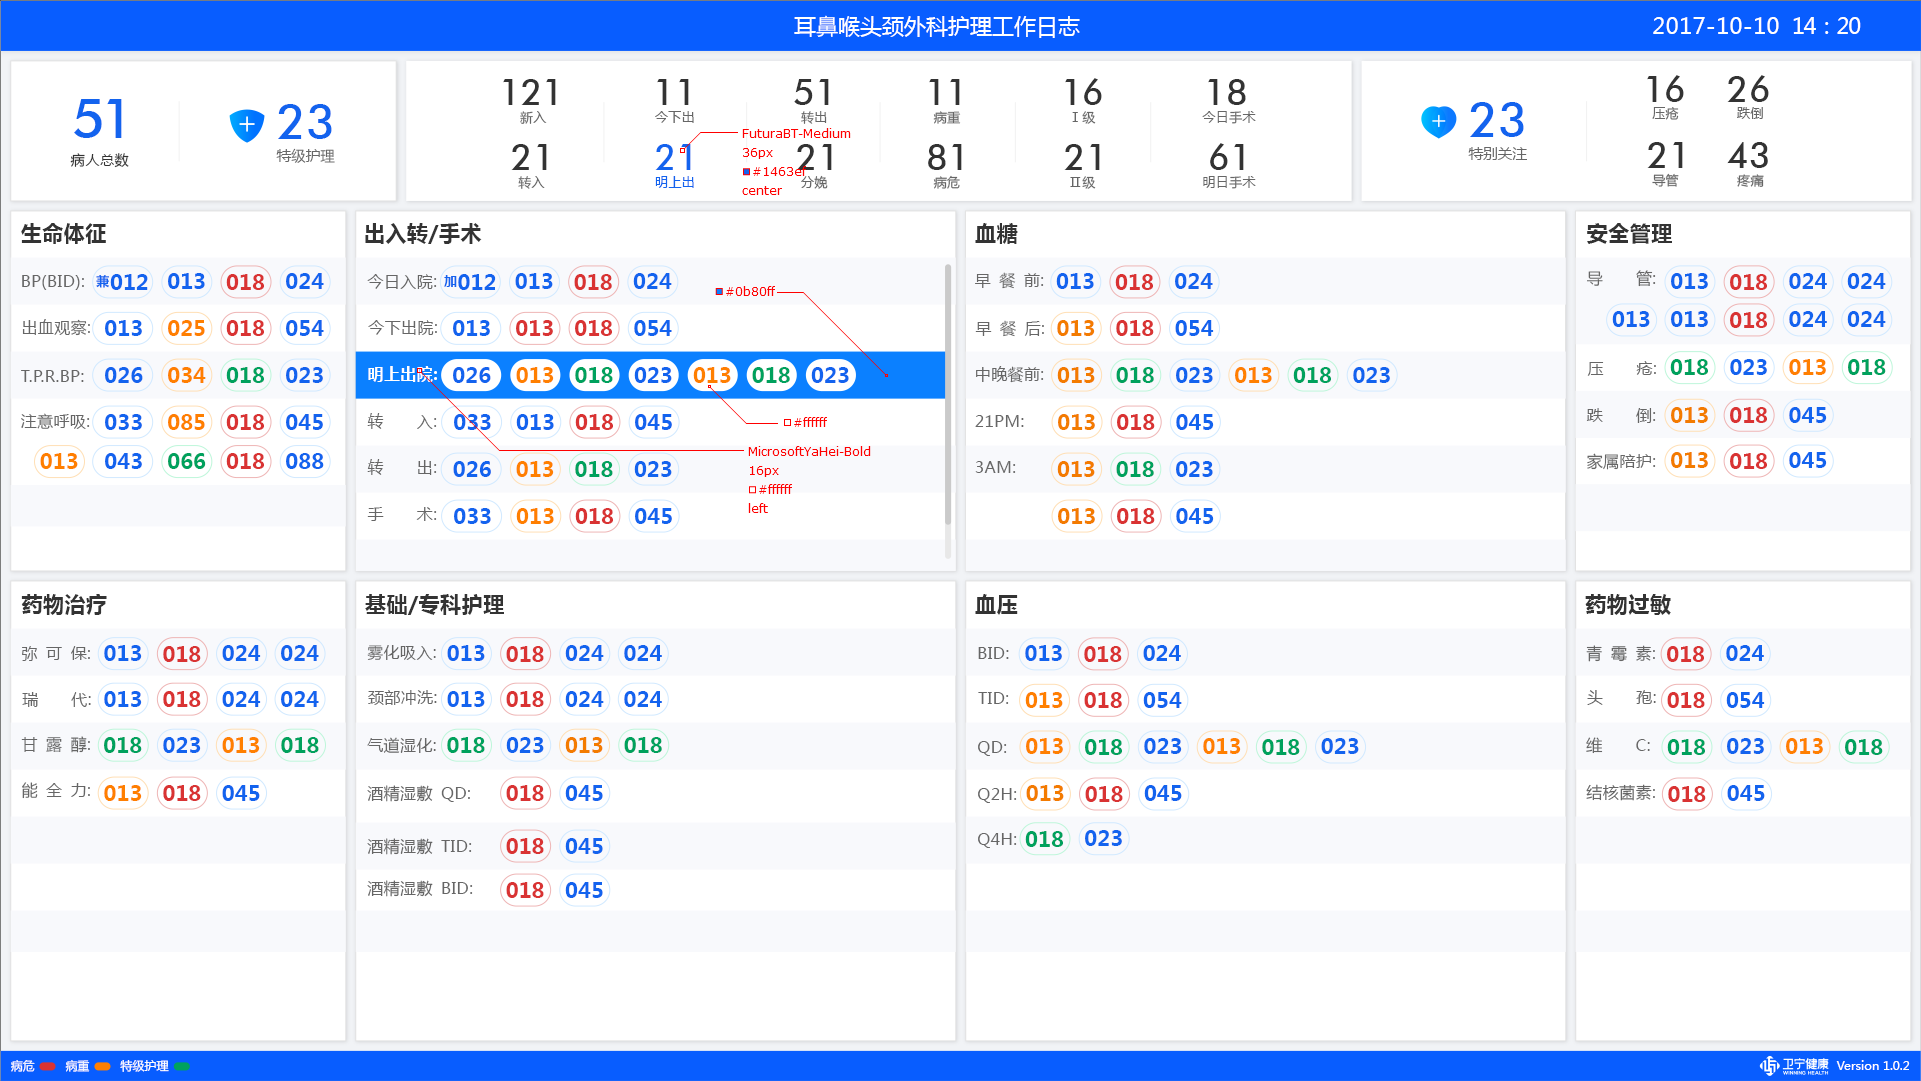 耳鼻喉头颈外科护理工作日志
2017-10-10 14 : 20
51
病人总数
23
特级护理
121 11 51 11 16 18
新入 今下出 转出 病重 I 级 今日手术
21 21 21 81 21 61
转入 明上出 分娩 病危 II级 明日手术
FuturaBT-Medium
36px
#1463ef
center
23
特别关注
16 26
压疮 跌倒
21 43
导管 疼痛
生命体征
BP(BID): 兼012 013 018 024
出血观察: 013 025 018 054
T.P.R.BP: 026 034 018 023
注意呼吸: 033 085 018 045
013 043 066 018 088
出入转/手术
今日入院: 加012 013 018 024
今下出院: 013 013 018 054
明上出院: 026 013 018 023 013 018 023
转 入: 033 013 018 045
转 出: 026 013 018 023
手 术: 033 013 018 045
#0b80ff
#ffffff
MicrosoftYaHei-Bold
16px
#ffffff
left
血糖
早 餐 前: 013 018 024
早 餐 后: 013 018 054
中晚餐前: 013 018 023 013 018 023
21PM: 013 018 045
3AM: 013 018 023
013 018 045
安全管理
导 管: 013 018 024 024
013 013 018 024 024
压 疮: 018 023 013 018
跌 倒: 013 018 045
家属陪护: 013 018 045
药物治疗
弥 可 保: 013 018 024 024
瑞 代: 013 018 024 024
甘 露 醇: 018 023 013 018
能 全 力: 013 018 045
基础/专科护理
雾化吸入: 013 018 024 024
颈部冲洗: 013 018 024 024
气道湿化: 018 023 013 018
酒精湿敷 QD: 018 045
酒精湿敷 TID: 018 045
酒精湿敷 BID: 018 045
血压
BID: 013 018 024
TID: 013 018 054
QD: 013 018 023 013 018 023
Q2H: 013 018 045
Q4H: 018 023
药物过敏
青 霉 素: 018 024
头 孢: 018 054
维 C: 018 023 013 018
结核菌素: 018 045
病危 病重 特级护理
卫宁健康
WINNING HEALTH
Version 1.0.2